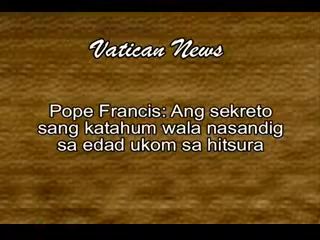 Vatican News
Pope Francis: Ang sekreto
sang katahum wala nasandig
sa edad ukom sa hitsura